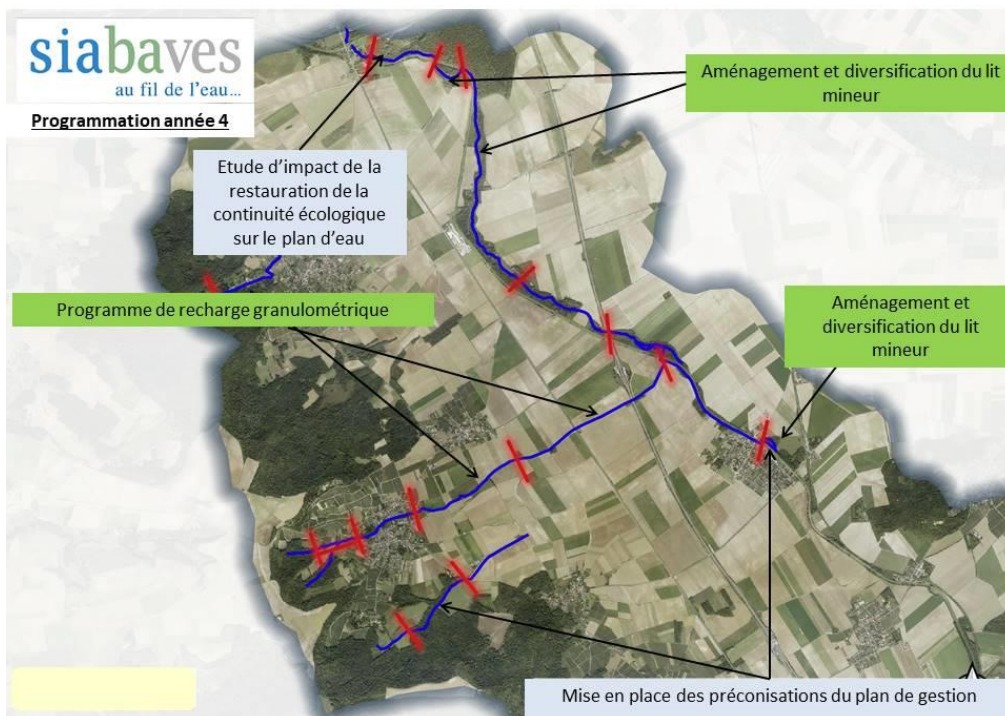 siabaves
au fil de l'eau...
Programmation année 4
Aménagement et diversification du lit
mineur
Etude d'impact de la
restauration de la
continuité écologique
sur le plan d'eau
Programme de recharge granulométrique
Aménagement et
diversification du lit
mineur
Mise en place des préconisations du plan de gestion